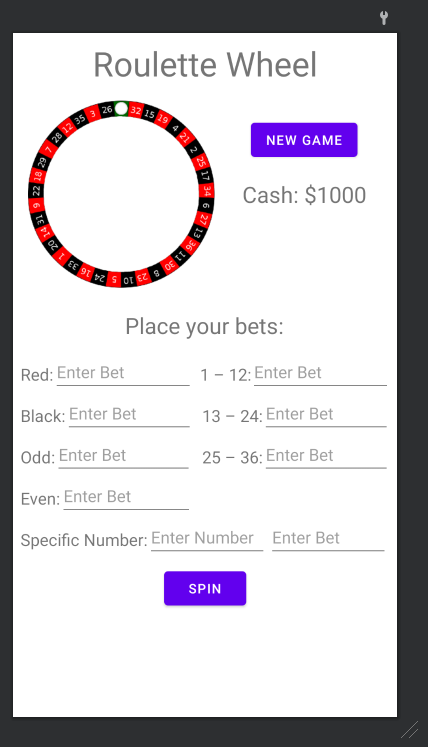 Roulette Wheel
26 32 15 19 4 21 2 25 17 34 6 27 13 36 11 30 8 23 10 5 24 16 33 1 20 14 31 9 22 18 29 7 28 12 35 3
NEW GAME
Cash: $1000
Place your bets:
Red: Enter Bet 1 – 12: Enter Bet
Black: Enter Bet 13 – 24: Enter Bet
Odd: Enter Bet 25 – 36: Enter Bet
Even: Enter Bet
Specific Number: Enter Number Enter Bet
SPIN